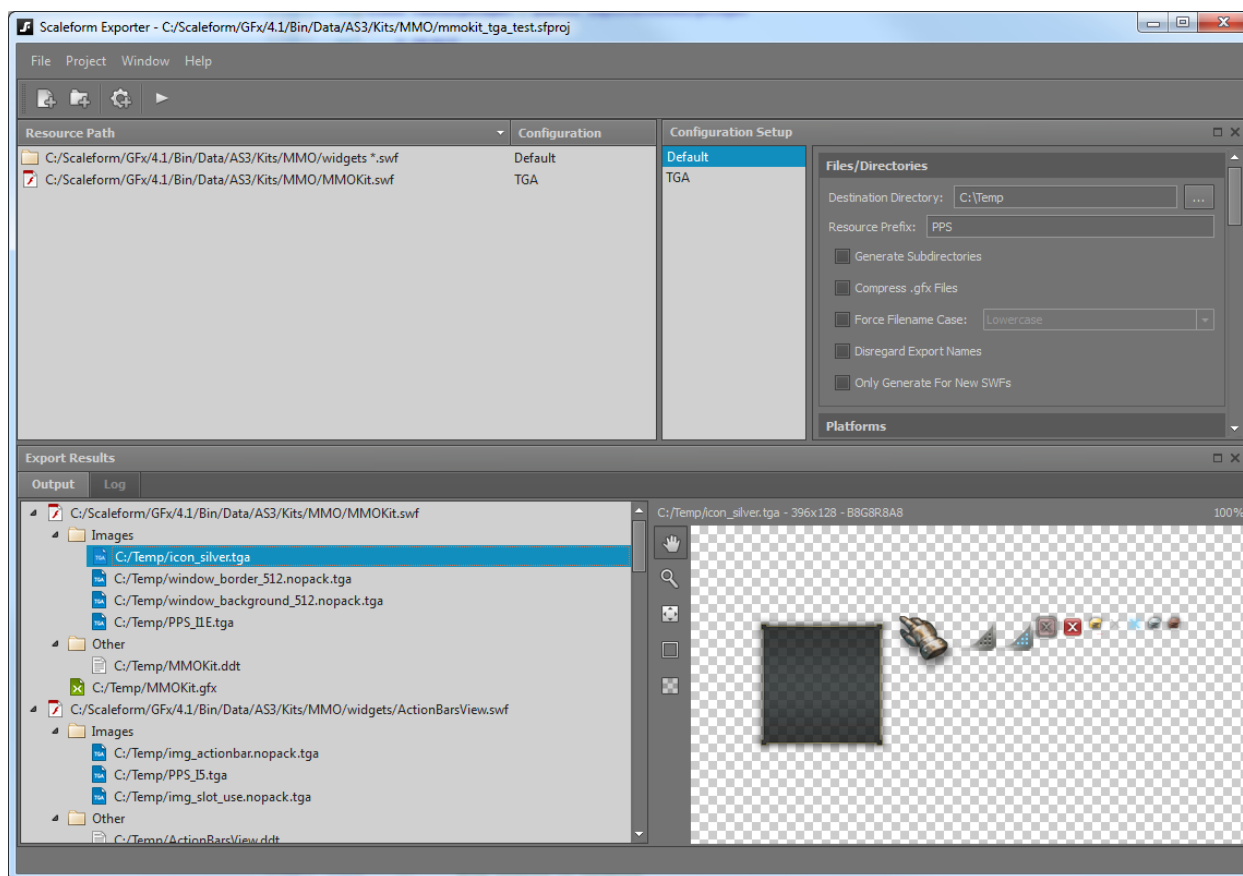 Scaleform Exporter - C:/Scaleform/GFx/4.1/Bin/Data/AS3/Kits/MMO/mmokit_tga_test.sfproj
File Project Window Help
Resource Path Configuration
C:/Scaleform/GFx/4.1/Bin/Data/AS3/Kits/MMO/widgets *.swf Default
C:/Scaleform/GFx/4.1/Bin/Data/AS3/Kits/MMO/MMOKit.swf TGA
Configuration Setup
Default
TGA
Files/Directories
Destination Directory: C:\Temp ...
Resource Prefix: PPS
Generate Subdirectories
Compress .gfx Files
Force Filename Case: Lowercase
Disregard Export Names
Only Generate For New SWFs
Platforms
Export Results
Output Log
C:/Scaleform/GFx/4.1/Bin/Data/AS3/Kits/MMO/MMOKit.swf
Images
C:/Temp/icon_silver.tga
C:/Temp/window_border_512.nopack.tga
C:/Temp/window_background_512.nopack.tga
C:/Temp/PPS_I1E.tga
Other
C:/Temp/MMOKit.ddt
C:/Temp/MMOKit.gfx
C:/Scaleform/GFx/4.1/Bin/Data/AS3/Kits/MMO/widgets/ActionBarsView.swf
Images
C:/Temp/img_actionbar.nopack.tga
C:/Temp/PPS_I5.tga
C:/Temp/img_slot_use.nopack.tga
Other
C:/Temp/ActionBarsView.ddt
C:/Temp/icon_silver.tga - 396x128 - B8G8R8A8 100%